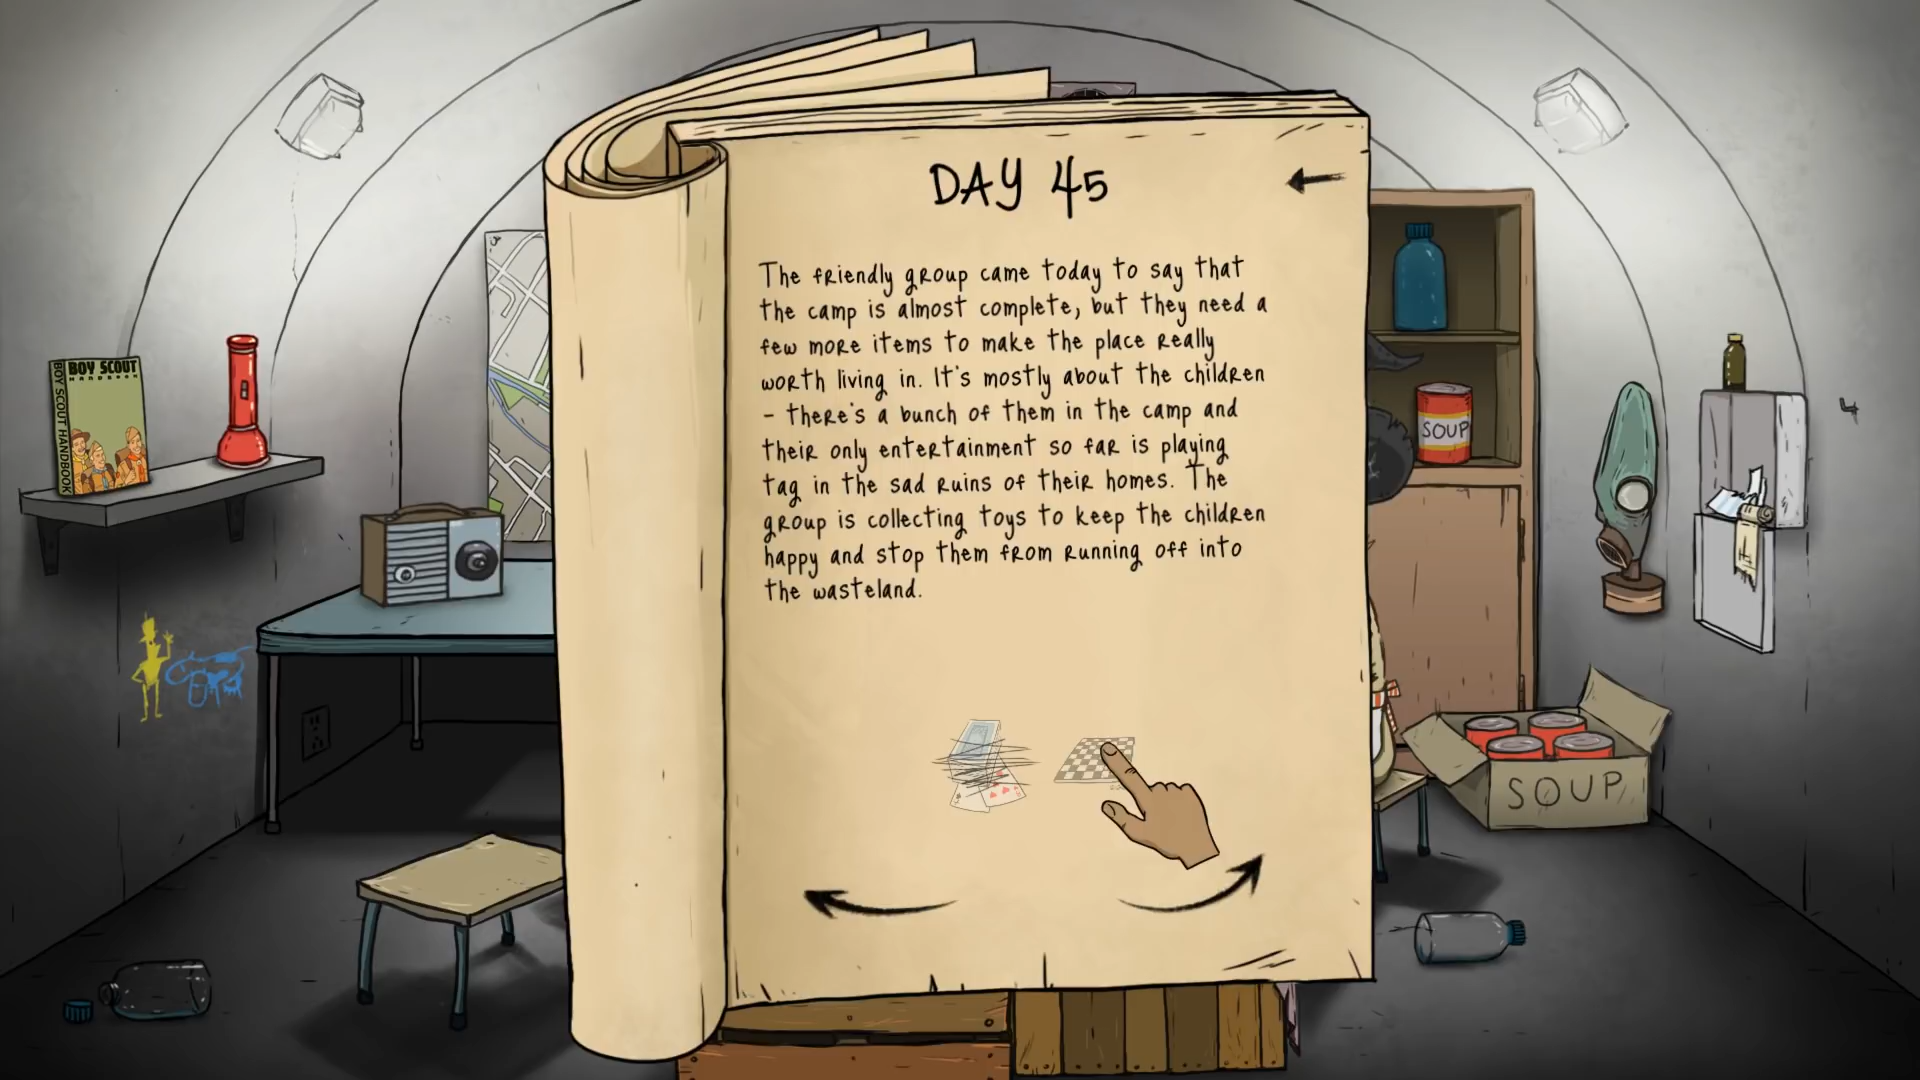 DAY 45
The friendly group came today to say that
the camp is almost complete, but they need a
few more items to make the place really
worth living in. It's mostly about the children
- there's a bunch of them in the camp and
their only entertainment so far is playing
tag in the sad ruins of their homes. The
group is collecting toys to keep the children
happy and stop them from running off into
the wasteland.
BOY SCOUT
HANDBOOK
BOY SCOUT HANDBOOK
SOUP
SOUP